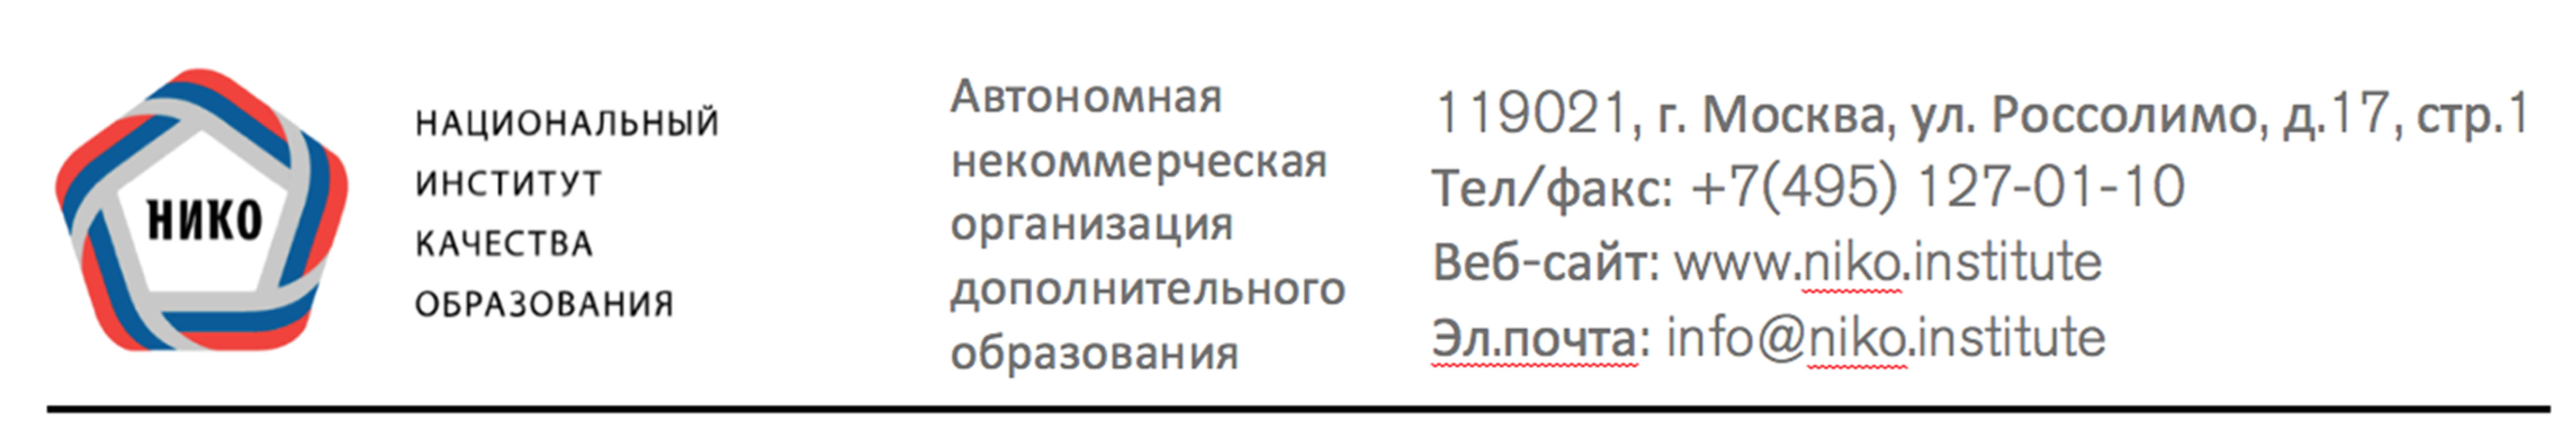 НИКО
НАЦИОНАЛЬНЫЙ
ИНСТИТУТ
КАЧЕСТВА
ОБРАЗОВАНИЯ
Автономная
некоммерческая
организация
дополнительного
образования
119021, г. Москва, ул. Россолимо, д.17, стр.1
Тел/факс: +7(495) 127-01-10
Веб-сайт: www.niko.institute
Эл.почта: info@niko.institute